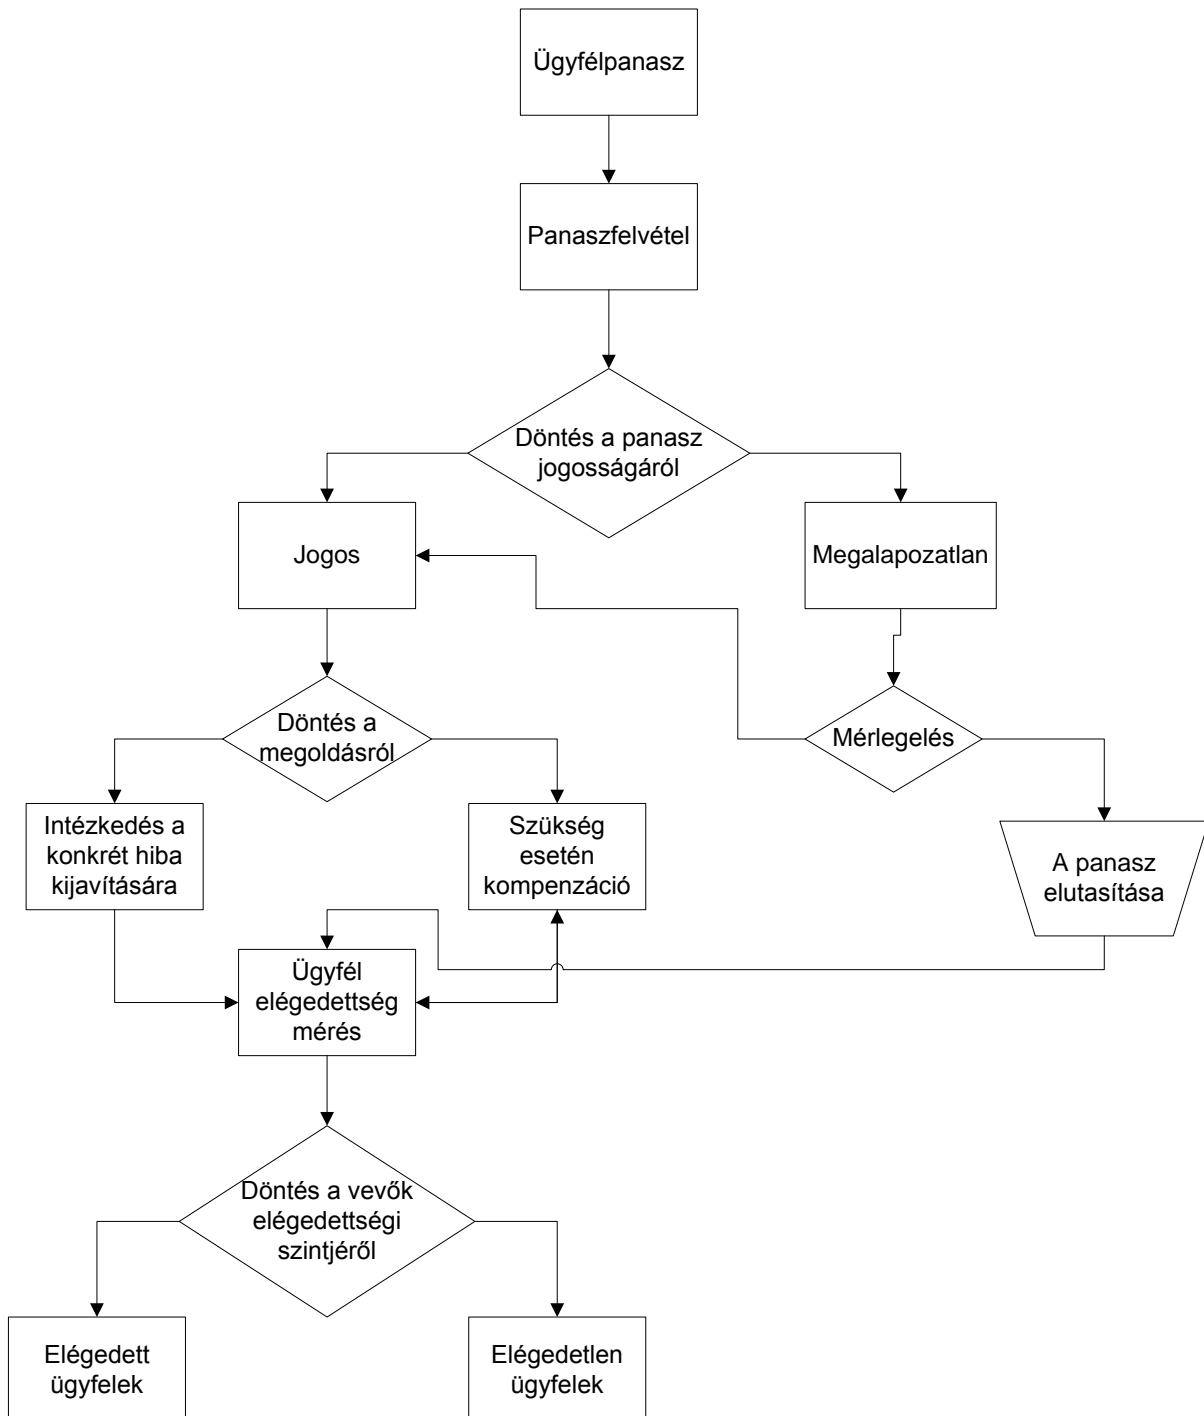 Ügyfélpanasz
Panaszfelvétel
Döntés a panasz
jogosságáról
Jogos
Megalapozatlan
Döntés a
megoldásról
Mérlegelés
Intézkedés a
konkrét hiba
kijavítására
Szükség
esetén
kompenzáció
A panasz
elutasítása
Ügyfél
elégedettség
mérés
Döntés a vevők
elégedettségi
szintjéről
Elégedett
ügyfelek
Elégedetlen
ügyfelek